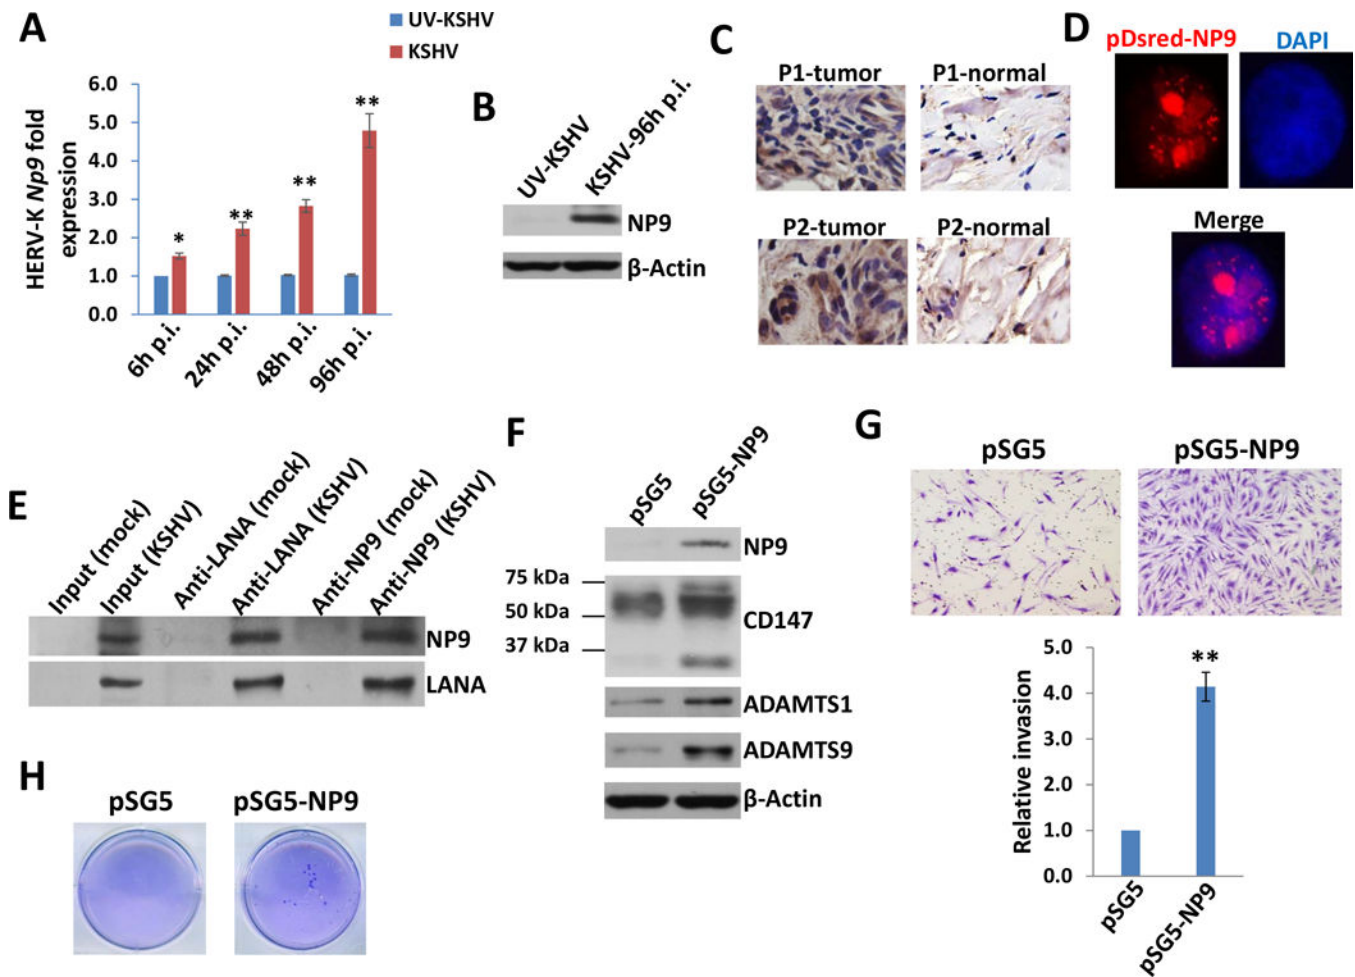 A
UV-KSHV
KSHV
HERV-K Np9 fold
expression
6.0
5.0
4.0
3.0
2.0
1.0
0.0
*
**
**
**
6h p.i.
24h p.i.
48h p.i.
96h p.i.
B
UV-KSHV
KSHV-96h p.i.
NP9
β-Actin
C
P1-tumor
P1-normal
P2-tumor
P2-normal
D
pDsred-NP9
DAPI
Merge
E
Input (mock)
Input (KSHV)
Anti-LANA (mock)
Anti-LANA (KSHV)
Anti-NP9 (mock)
Anti-NP9 (KSHV)
NP9
LANA
F
pSG5
pSG5-NP9
NP9
75 kDa
50 kDa
37 kDa
CD147
ADAMTS1
ADAMTS9
β-Actin
G
pSG5
pSG5-NP9
Relative invasion
5.0
4.0
3.0
2.0
1.0
0.0
**
pSG5
pSG5-NP9
H
pSG5
pSG5-NP9